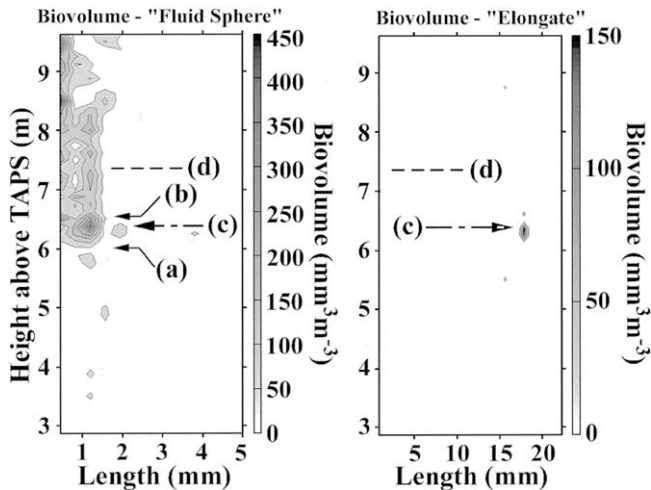 Biovolume - "Fluid Sphere"
Height above TAPS (m)
9
8
7
6
5
4
3
(d)
(b)
(c)
(a)
1 2 3 4 5
Length (mm)
450
400
350
300
250
200
150
100
50
0
Biovolume (mm³m⁻³)
Biovolume - "Elongate"
9
8
7
6
5
4
3
(d)
(c)
5 10 15 20
Length (mm)
150
100
50
0
Biovolume (mm³m⁻³)